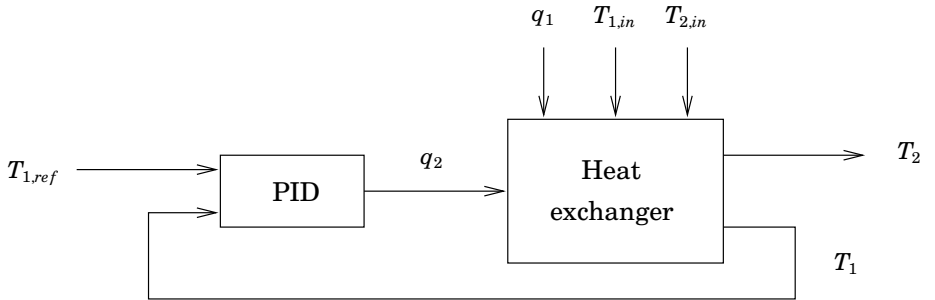 q₁ T₁,ᵢₙ T₂,ᵢₙ
T₁,ref
PID
q₂
Heat
exchanger
T₂
T₁